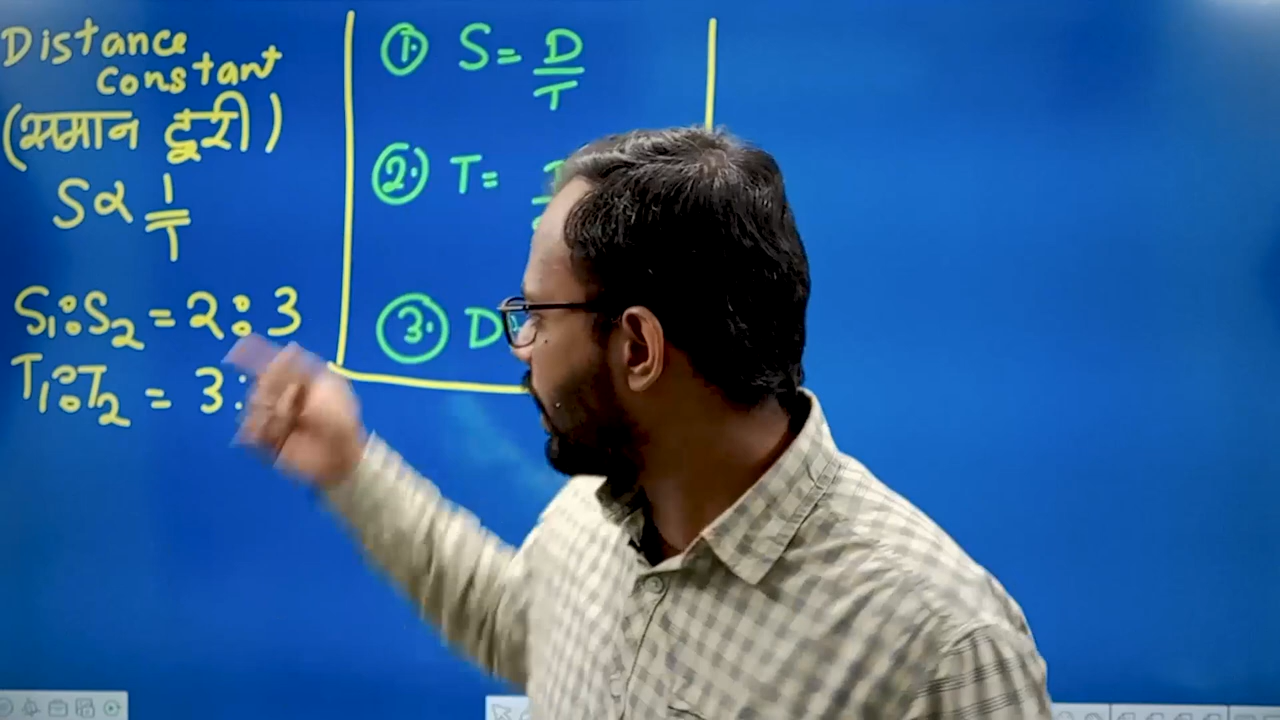 Distance
constant
(समान दूरी)
S∝ 1/T
S₁:S₂ = 2:3
T₁:T₂ = 3:
① S= D/T
② T=
③ D